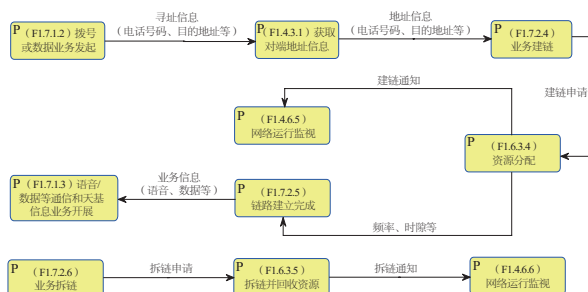 寻址信息
（电话号码、目的地址等）
地址信息
（电话号码、目的地址等）
P
（F1.7.1.2）拨号
或数据业务发起
P
（F1.4.3.1）获取
对端地址信息
P
（F1.7.2.4）
业务建链
建链通知
建链申请
P
（F1.4.6.5）
网络运行监视
P
（F1.6.3.4）
资源分配
业务信息
（语音、数据等）
P
（F1.7.1.3）语音/
数据等通信和天基
信息业务开展
P
（F1.7.2.5）
链路建立完成
频率、时隙等
P
（F1.7.2.6）
业务拆链
拆链申请
P
（F1.6.3.5）
拆链并回收资源
拆链通知
P
（F1.4.6.6）
网络运行监视